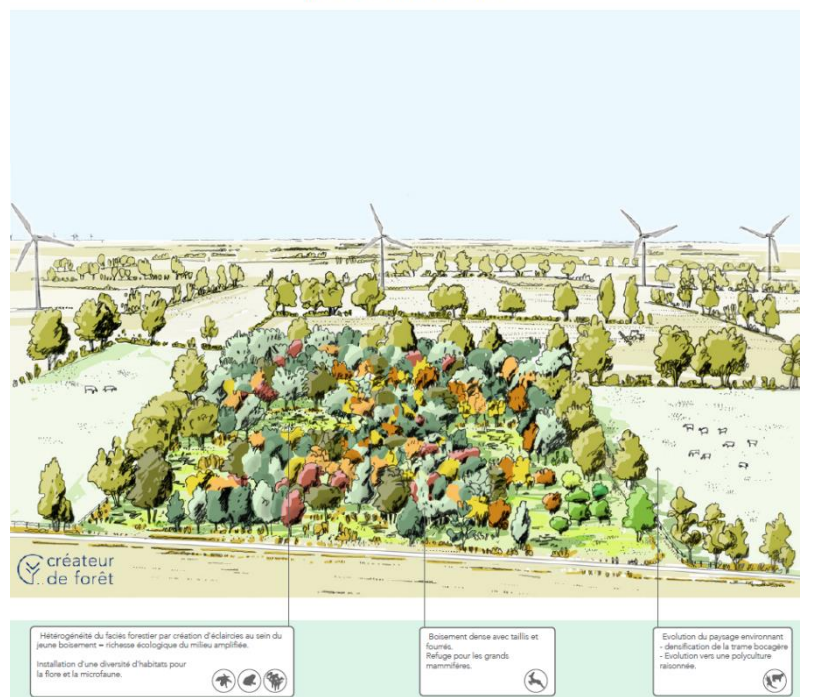 créateur
de forêt
Hétérogénéité du faciés forestier par création d'éclaircies au sein du
jeune boisement = richesse écologique du milieu amplifiée.
Installation d'une diversité d'habitats pour
la flore et la microfaune.
Boisement dense avec taillis et
fourrés.
Refuge pour les grands
mammifères.
Evolution du paysage environnant
- densification de la trame bocagère
- Evolution vers une polyculture
raisonnée.